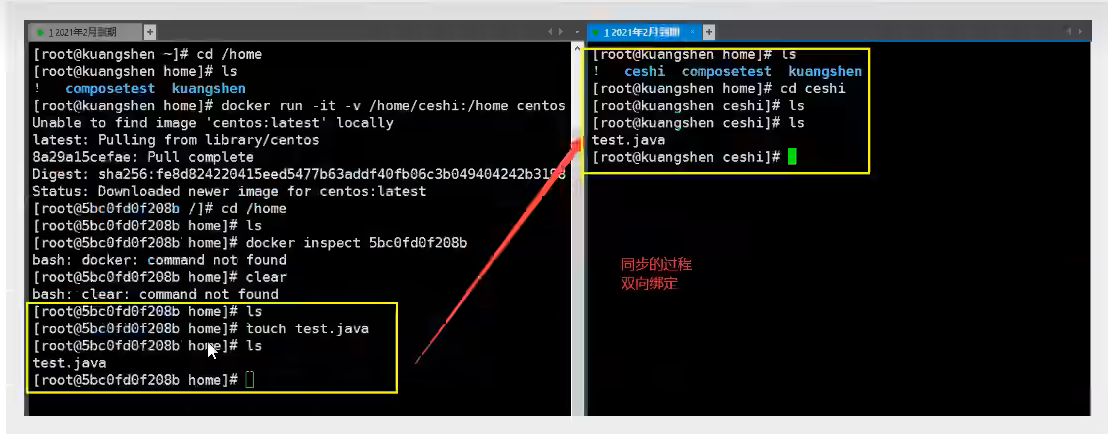 1 2021年2月到期
[root@kuangshen ~]# cd /home
[root@kuangshen home]# ls
!   composetest  kuangshen
[root@kuangshen home]# docker run -it -v /home/ceshi:/home centos
Unable to find image 'centos:latest' locally
latest: Pulling from library/centos
8a29a15cefae: Pull complete
Digest: sha256:fe8d824220415eed5477b63addf40fb06c3b049404242b31
Status: Downloaded newer image for centos:latest
[root@5bc0fd0f208b /]# cd /home
[root@5bc0fd0f208b home]# ls
[root@5bc0fd0f208b home]# docker inspect 5bc0fd0f208b
bash: docker: command not found
[root@5bc0fd0f208b home]# clear
bash: clear: command not found
[root@5bc0fd0f208b home]# ls
[root@5bc0fd0f208b home]# touch test.java
[root@5bc0fd0f208b home]# ls
test.java
[root@5bc0fd0f208b home]#
1 2021年2月到期
[root@kuangshen home]# ls
!   ceshi  composetest  kuangshen
[root@kuangshen home]# cd ceshi
[root@kuangshen ceshi]# ls
[root@kuangshen ceshi]# ls
test.java
[root@kuangshen ceshi]#
同步的过程
双向绑定